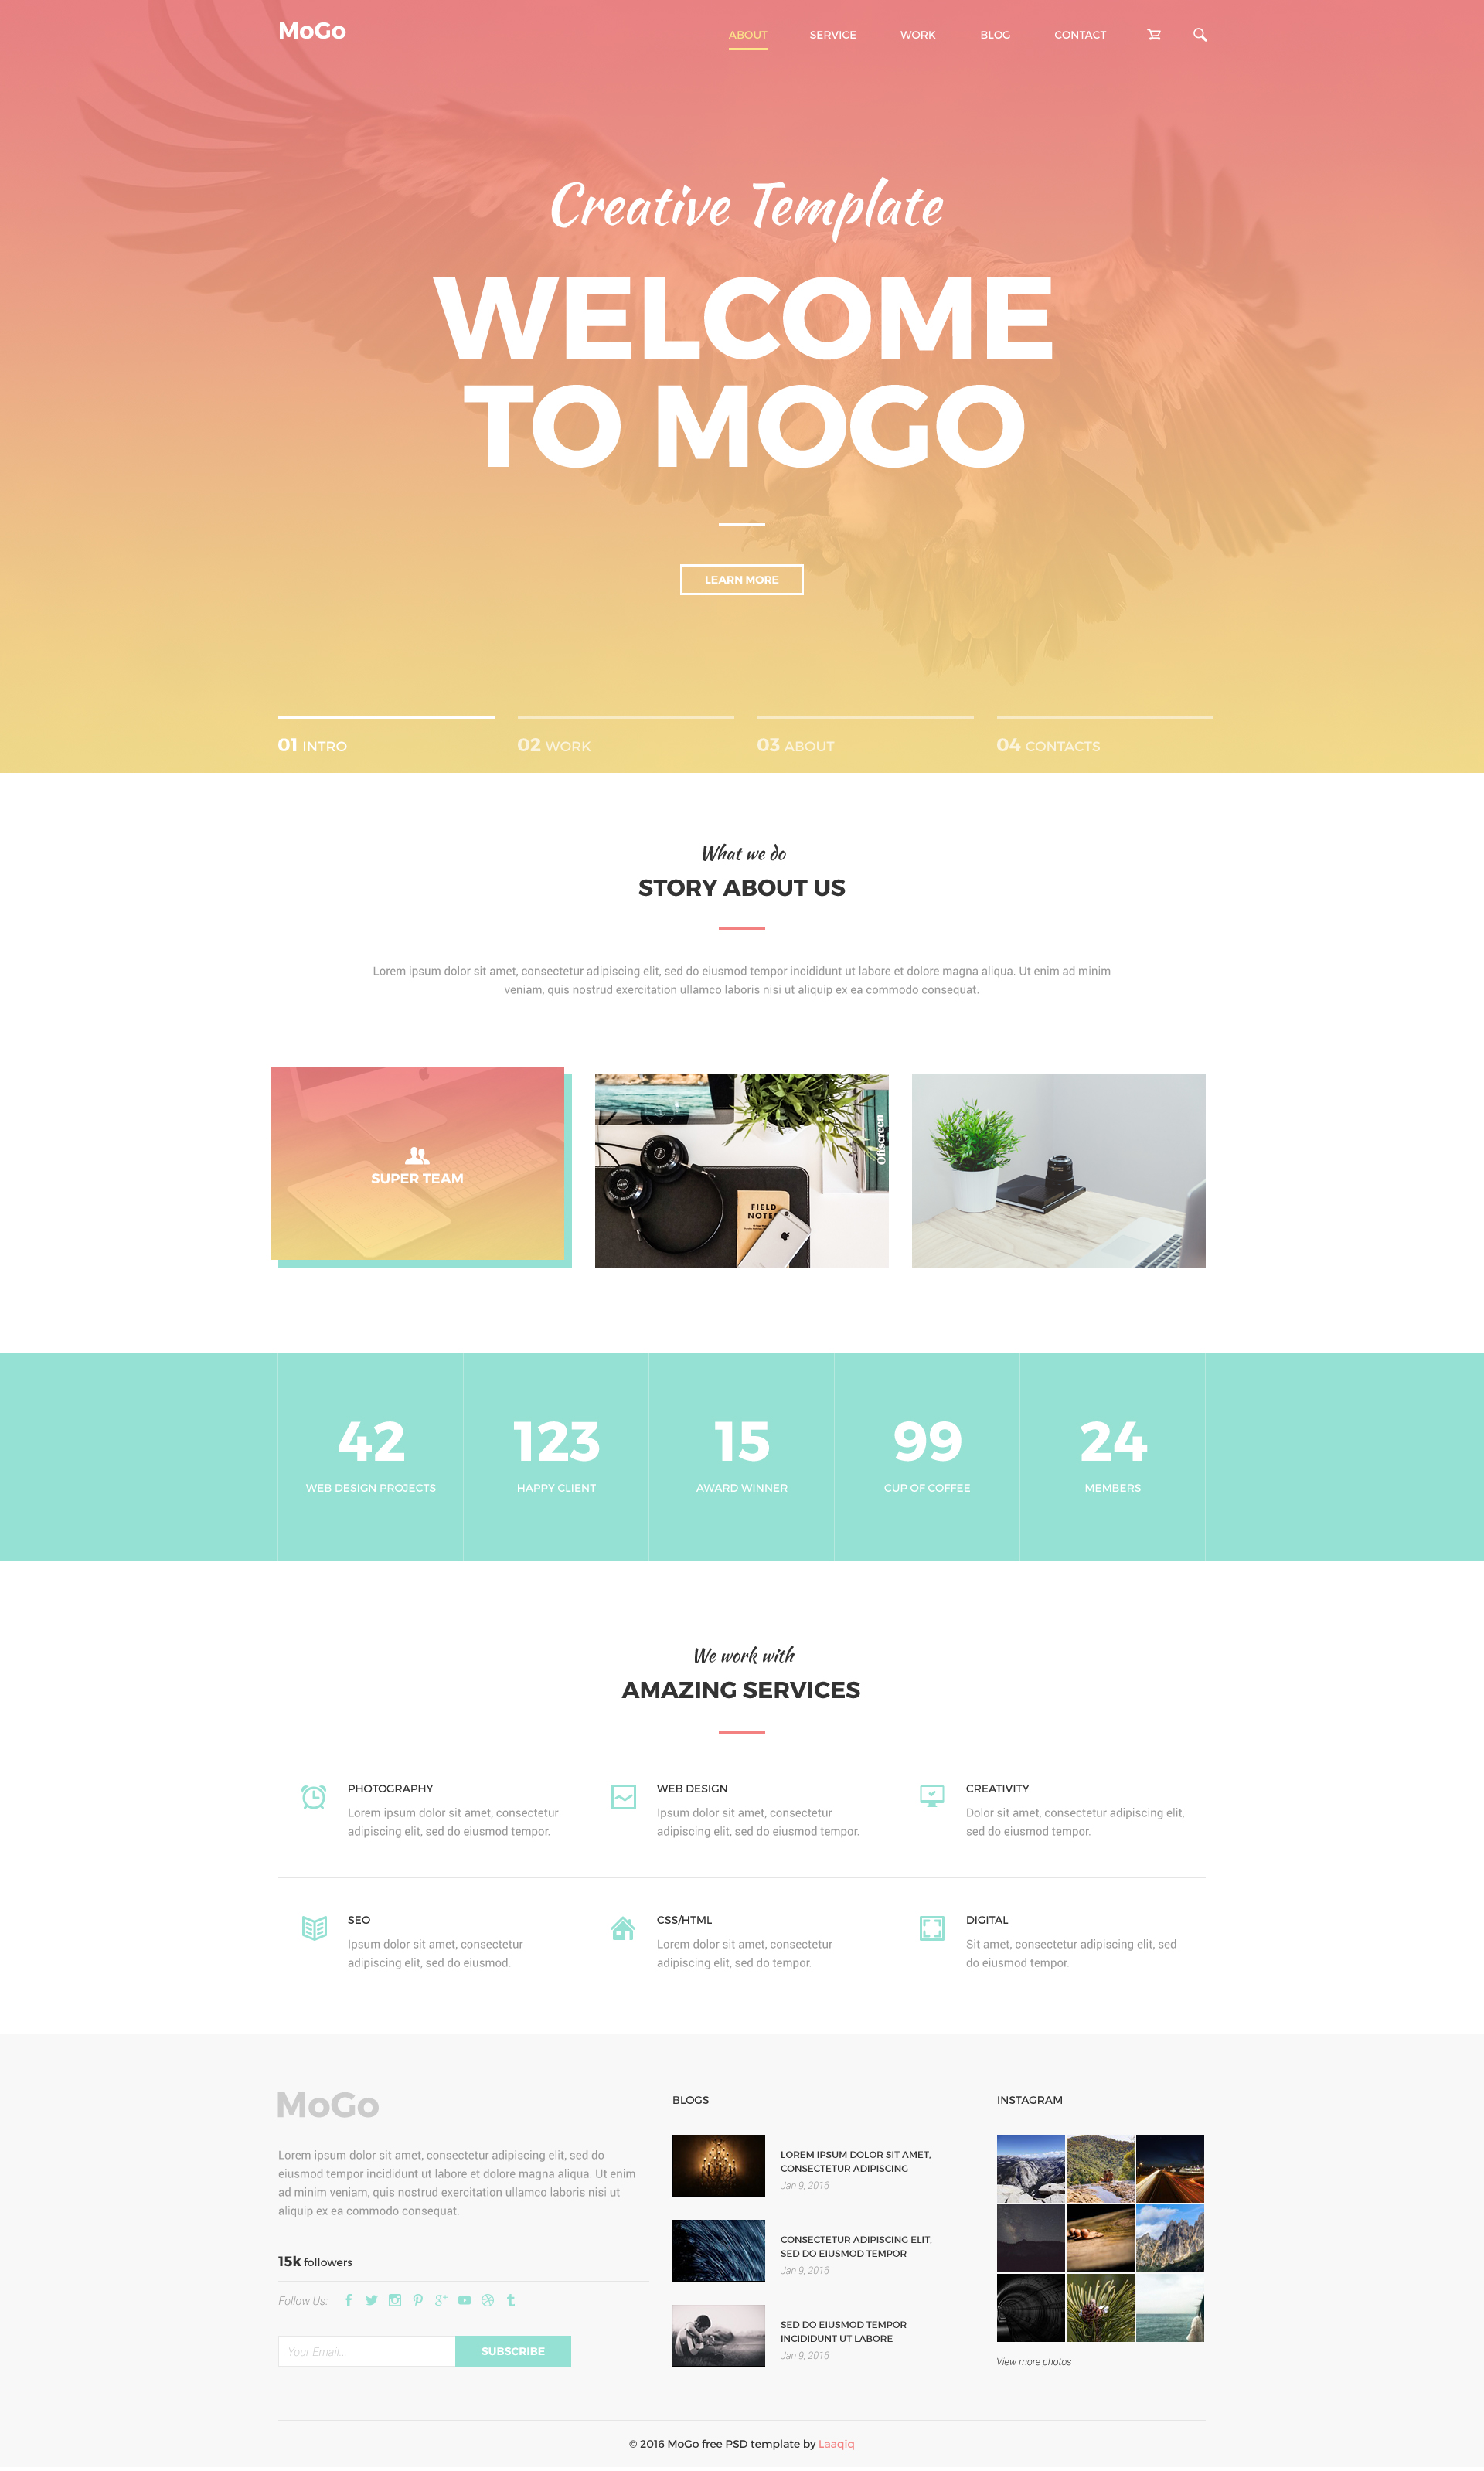 MoGo
ABOUT SERVICE WORK BLOG CONTACT
Creative Template
WELCOME
TO MOGO
LEARN MORE
01 INTRO
02 WORK
03 ABOUT
04 CONTACTS
What we do
STORY ABOUT US
Lorem ipsum dolor sit amet, consectetur adipiscing elit, sed do eiusmod tempor incididunt ut labore et dolore magna aliqua. Ut enim ad minim
veniam, quis nostrud exercitation ullamco laboris nisi ut aliquip ex ea commodo consequat.
SUPER TEAM
Offscreen
FIELD
NOTES
42
WEB DESIGN PROJECTS
123
HAPPY CLIENT
15
AWARD WINNER
99
CUP OF COFFEE
24
MEMBERS
We work with
AMAZING SERVICES
PHOTOGRAPHY
Lorem ipsum dolor sit amet, consectetur
adipiscing elit, sed do eiusmod tempor.
WEB DESIGN
Ipsum dolor sit amet, consectetur
adipiscing elit, sed do eiusmod tempor.
CREATIVITY
Dolor sit amet, consectetur adipiscing elit,
sed do eiusmod tempor.
SEO
Ipsum dolor sit amet, consectetur
adipiscing elit, sed do eiusmod.
CSS/HTML
Lorem dolor sit amet, consectetur
adipiscing elit, sed do tempor.
DIGITAL
Sit amet, consectetur adipiscing elit, sed
do eiusmod tempor.
MoGo
Lorem ipsum dolor sit amet, consectetur adipiscing elit, sed do
eiusmod tempor incididunt ut labore et dolore magna aliqua. Ut enim
ad minim veniam, quis nostrud exercitation ullamco laboris nisi ut
aliquip ex ea commodo consequat.
15k followers
Follow Us:
Your Email...
SUBSCRIBE
BLOGS
LOREM IPSUM DOLOR SIT AMET,
CONSECTETUR ADIPISCING
Jan 9, 2016
CONSECTETUR ADIPISCING ELIT,
SED DO EIUSMOD TEMPOR
Jan 9, 2016
SED DO EIUSMOD TEMPOR
INCIDIDUNT UT LABORE
Jan 9, 2016
INSTAGRAM
View more photos
© 2016 MoGo free PSD template by Laaqiq